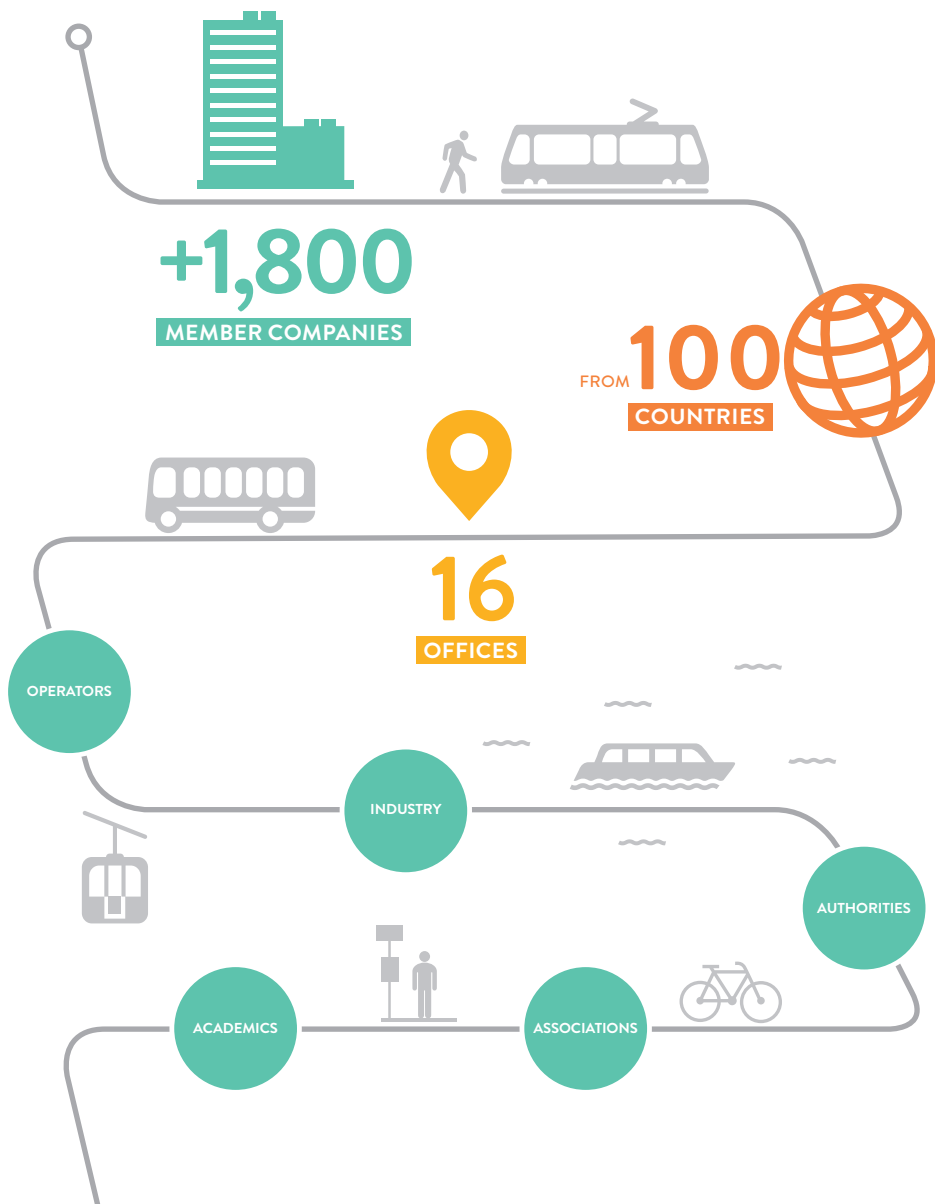 +1,800
MEMBER COMPANIES
FROM 100
COUNTRIES
16
OFFICES
OPERATORS
INDUSTRY
AUTHORITIES
ASSOCIATIONS
ACADEMICS